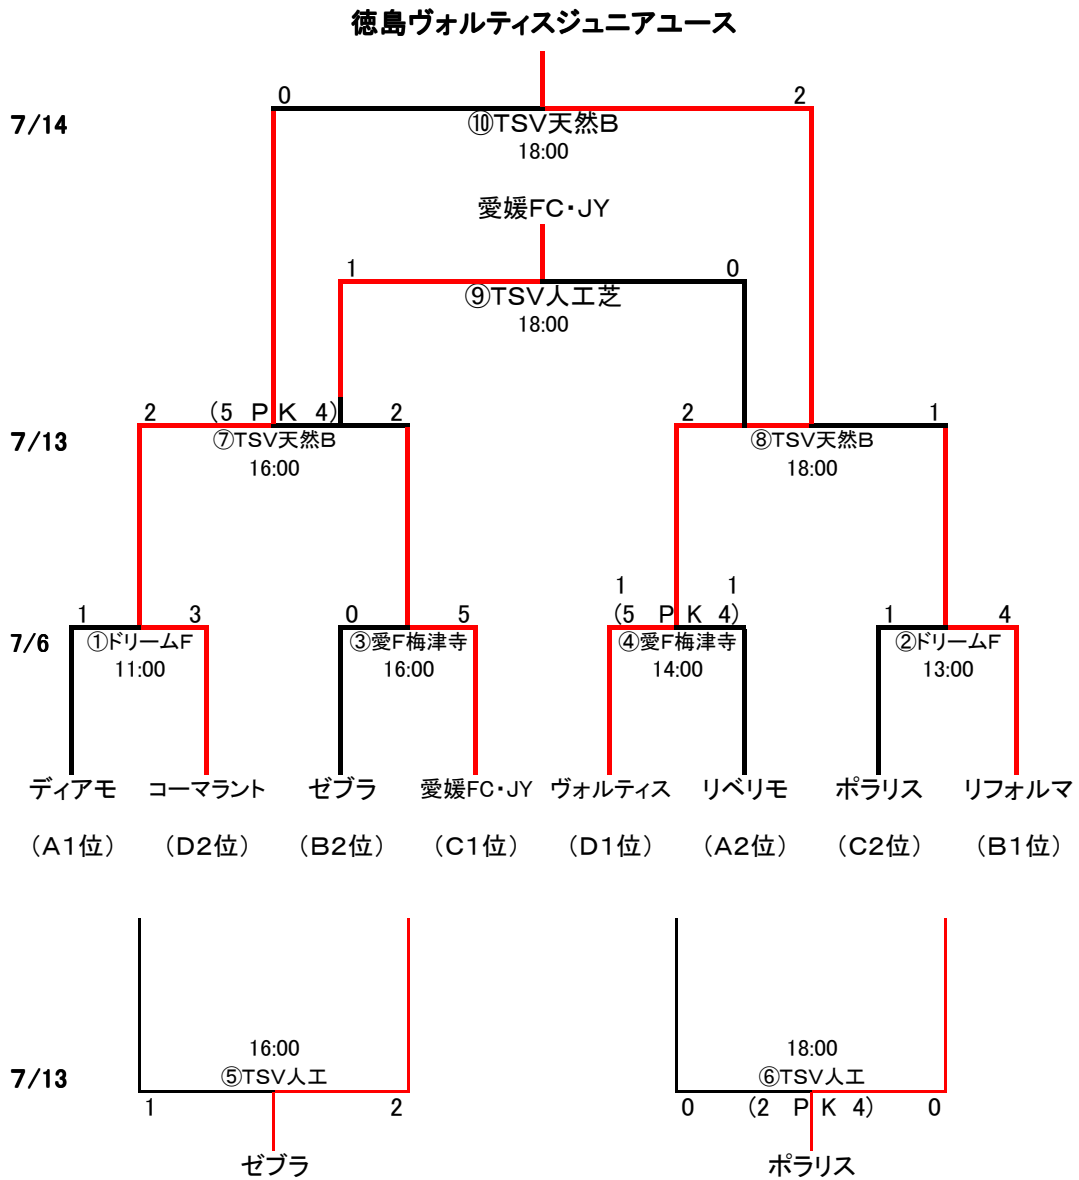 徳島ヴォルティスジュニアユース
0 2
7/14
⑩TSV天然B
18:00
愛媛FC・JY
1 0
⑨TSV人工芝
18:00
2 (5 PK 4) 2 2 1
7/13 ⑦TSV天然B ⑧TSV天然B
16:00 18:00
1 1
1 3 0 5 (5 PK 4) 1 4
7/6 ①ドリームF ③愛F梅津寺 ④愛F梅津寺 ②ドリームF
11:00 16:00 14:00 13:00
ディアモ コーマラント ゼブラ 愛媛FC・JY ヴォルティス リベリモ ポラリス リフォルマ
(A1位) (D2位) (B2位) (C1位) (D1位) (A2位) (C2位) (B1位)
16:00 18:00
7/13 ⑤TSV人工 ⑥TSV人工
1 2 0 (2 PK 4) 0
ゼブラ ポラリス